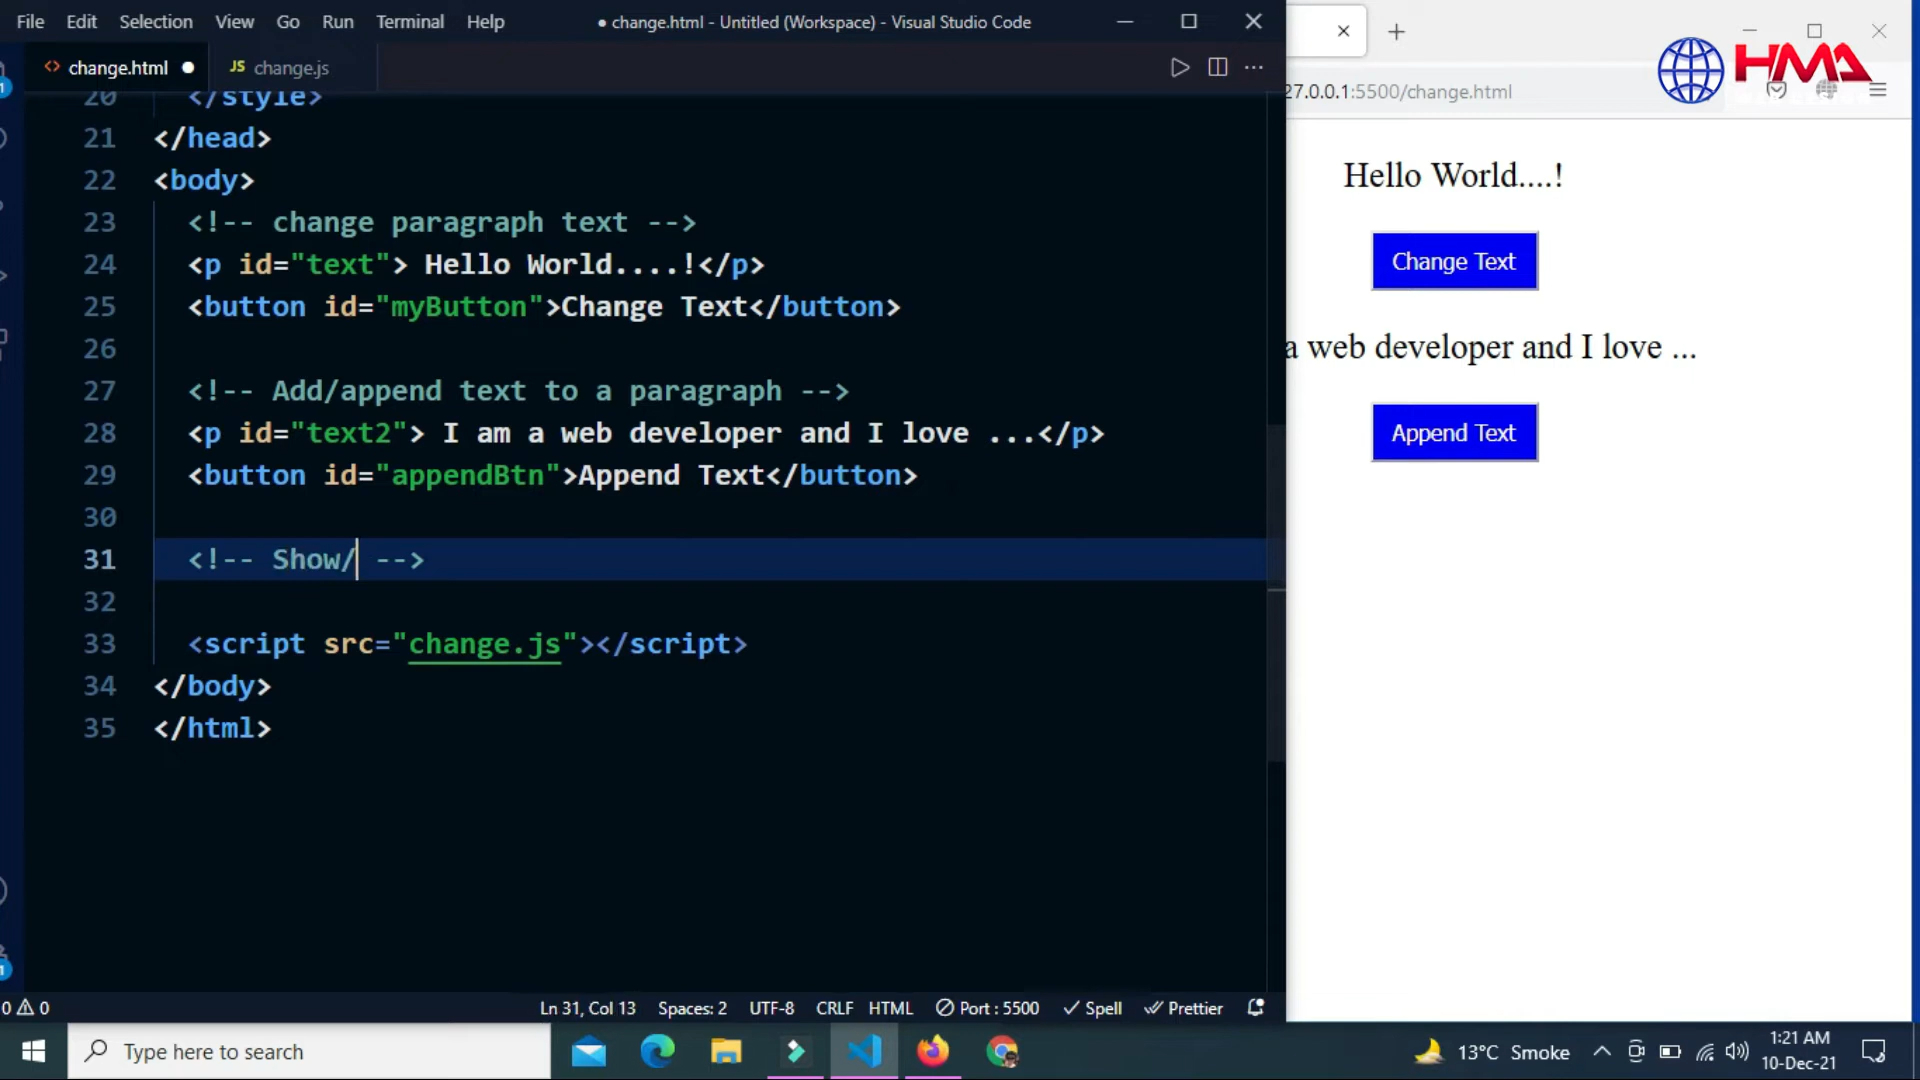 File Edit Selection View Go Run Terminal Help ● change.html - Untitled (Workspace) - Visual Studio Code
<> change.html ● JS change.js
20 </style>
21 </head>
22 <body>
23 <!-- change paragraph text -->
24 <p id="text"> Hello World....!</p>
25 <button id="myButton">Change Text</button>
26
27 <!-- Add/append text to a paragraph -->
28 <p id="text2"> I am a web developer and I love ...</p>
29 <button id="appendBtn">Append Text</button>
30
31 <!-- Show/ -->
32
33 <script src="change.js"></script>
34 </body>
35 </html>
0 0 Ln 31, Col 13 Spaces: 2 UTF-8 CRLF HTML Port : 5500 Spell Prettier
27.0.0.1:5500/change.html
HMA
Hello World....!
Change Text
a web developer and I love ...
Append Text
Type here to search
13°C Smoke
1:21 AM
10-Dec-21